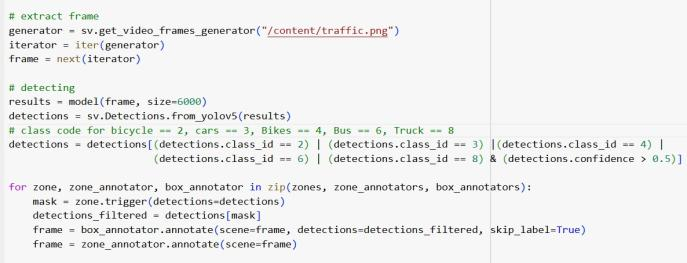 # extract frame
generator = sv.get_video_frames_generator("/content/traffic.png")
iterator = iter(generator)
frame = next(iterator)
# detecting
results = model(frame, size=6000)
detections = sv.Detections.from_yolov5(results)
# class code for bicycle == 2, cars == 3, Bikes == 4, Bus == 6, Truck == 8
detections = detections[(detections.class_id == 2) | (detections.class_id == 3) |(detections.class_id == 4) |
(detections.class_id == 6) | (detections.class_id == 8) & (detections.confidence > 0.5)]
for zone, zone_annotator, box_annotator in zip(zones, zone_annotators, box_annotators):
    mask = zone.trigger(detections=detections)
    detections_filtered = detections[mask]
    frame = box_annotator.annotate(scene=frame, detections=detections_filtered, skip_label=True)
    frame = zone_annotator.annotate(scene=frame)